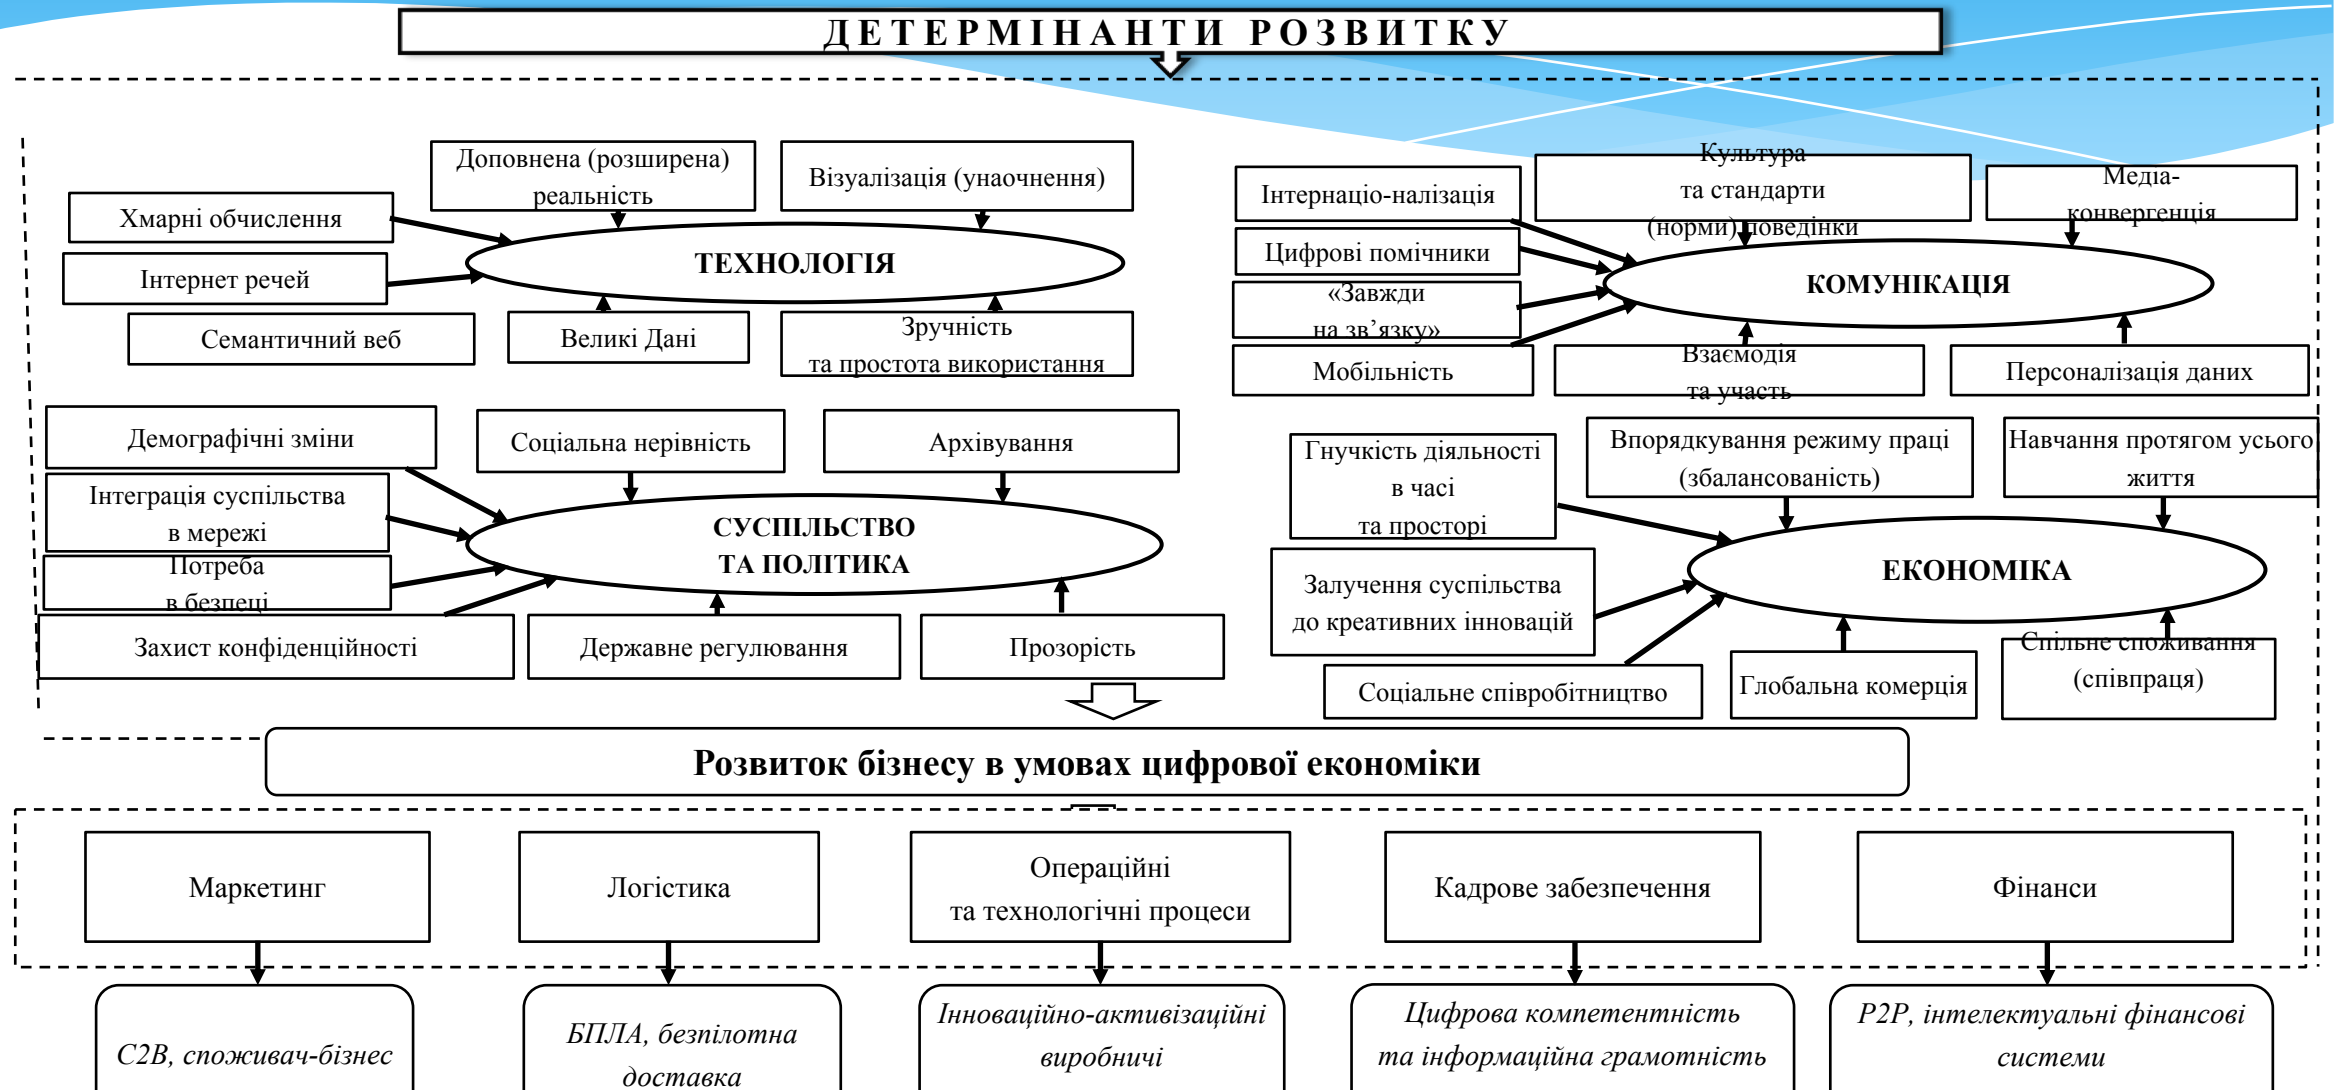 ДЕТЕРМІНАНТИ РОЗВИТКУ
Доповнена (розширена)
реальність
Візуалізація (унаочнення)
Хмарні обчислення
Інтернет речей
ТЕХНОЛОГІЯ
Семантичний веб
Великі Дані
Зручність
та простота використання
Інтернаціо-налізація
Культура
та стандарти
(норми) поведінки
Медіа-
конвергенція
Цифрові помічники
КОМУНІКАЦІЯ
«Завжди
на зв’язку»
Мобільність
Взаємодія
та участь
Персоналізація даних
Демографічні зміни
Соціальна нерівність
Архівування
Інтеграція суспільства
в мережі
СУСПІЛЬСТВО
ТА ПОЛІТИКА
Потреба
в безпеці
Захист конфіденційності
Державне регулювання
Прозорість
Гнучкість діяльності
в часі
та просторі
Впорядкування режиму праці
(збалансованість)
Навчання протягом усього
життя
ЕКОНОМІКА
Залучення суспільства
до креативних інновацій
Соціальне співробітництво
Глобальна комерція
Спільне споживання
(співпраця)
Розвиток бізнесу в умовах цифрової економіки
Маркетинг
Логістика
Операційні
та технологічні процеси
Кадрове забезпечення
Фінанси
C2B, споживач-бізнес
БПЛА, безпілотна
доставка
Інноваційно-активізаційні
виробничі
Цифрова компетентність
та інформаційна грамотність
P2P, інтелектуальні фінансові
системи